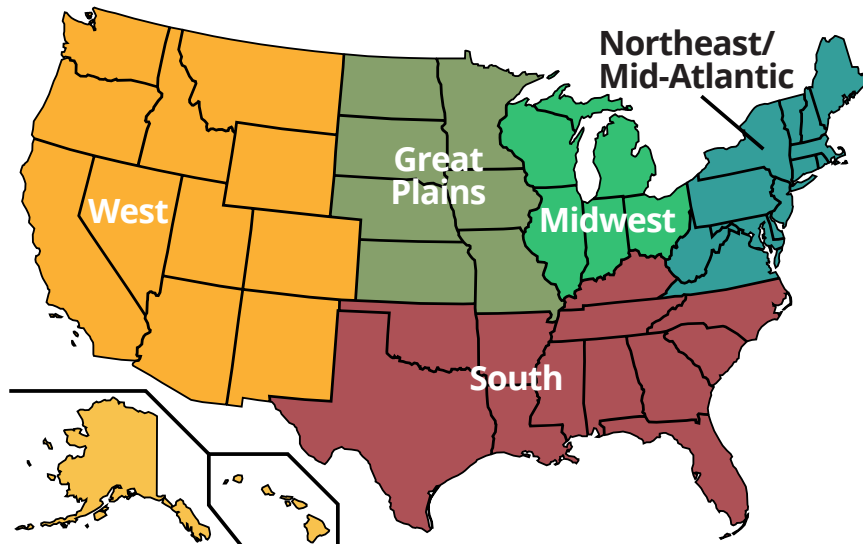 Northeast/
Mid-Atlantic
Great
Plains
West
Midwest
South